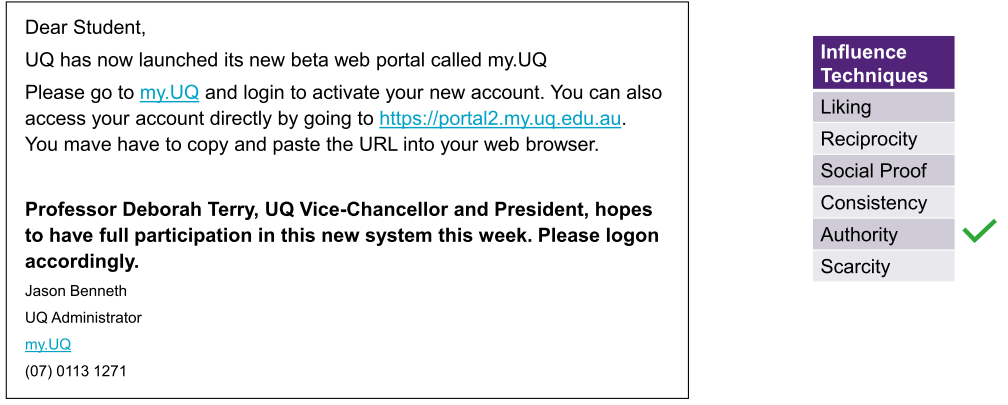 Dear Student,
UQ has now launched its new beta web portal called my.UQ
Please go to my.UQ and login to activate your new account. You can also
access your account directly by going to https://portal2.my.uq.edu.au.
You mave have to copy and paste the URL into your web browser.
Professor Deborah Terry, UQ Vice-Chancellor and President, hopes
to have full participation in this new system this week. Please logon
accordingly.
Jason Benneth
UQ Administrator
my.UQ
(07) 0113 1271
Influence
Techniques
Liking
Reciprocity
Social Proof
Consistency
Authority
Scarcity